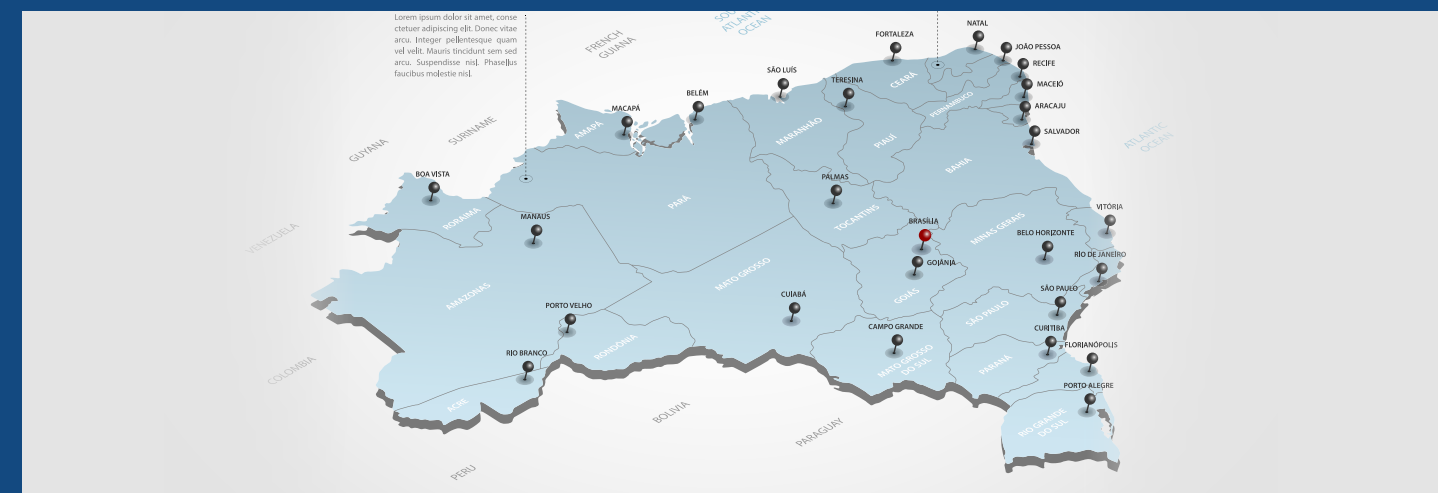 Lorem ipsum dolor sit amet, conse
ctetuer adipiscing elit. Donec vitae
arcu. Integer pellentesque quam
vel velit. Mauris tincidunt sem sed
arcu. Suspendisse nisl. Phasellus
faucibus molestie nisl.
ATLANTIC
OCEAN
FRENCH
GUIANA
NATAL
FORTALEZA
JOÃO PESSOA
RECIFE
SÃO LUÍS
TERESINA
CEARÁ
MACEIÓ
BELÉM
PERNAMBUCO
ARACAJU
MACAPÁ
AMAPÁ
MARANHÃO
SALVADOR
SURINAME
GUYANA
PIAUÍ
ATLANTIC
OCEAN
BAHIA
BOA VISTA
PALMAS
PARÁ
RORAIMA
MANAUS
TOCANTINS
BRASÍLIA
MINAS GERAIS
VITÓRIA
BELO HORIZONTE
VENEZUELA
RIO DE JANEIRO
GOIÂNIA
MATO GROSSO
AMAZONAS
CUIABÁ
GOIÁS
SÃO PAULO
SÃO PAULO
PORTO VELHO
CAMPO GRANDE
CURITIBA
FLORIANÓPOLIS
RONDÔNIA
RIO BRANCO
MATO GROSSO
DO SUL
PARANÁ
COLOMBIA
PORTO ALEGRE
ACRE
BOLIVIA
PARAGUAY
RIO GRANDE
DO SUL
PERU